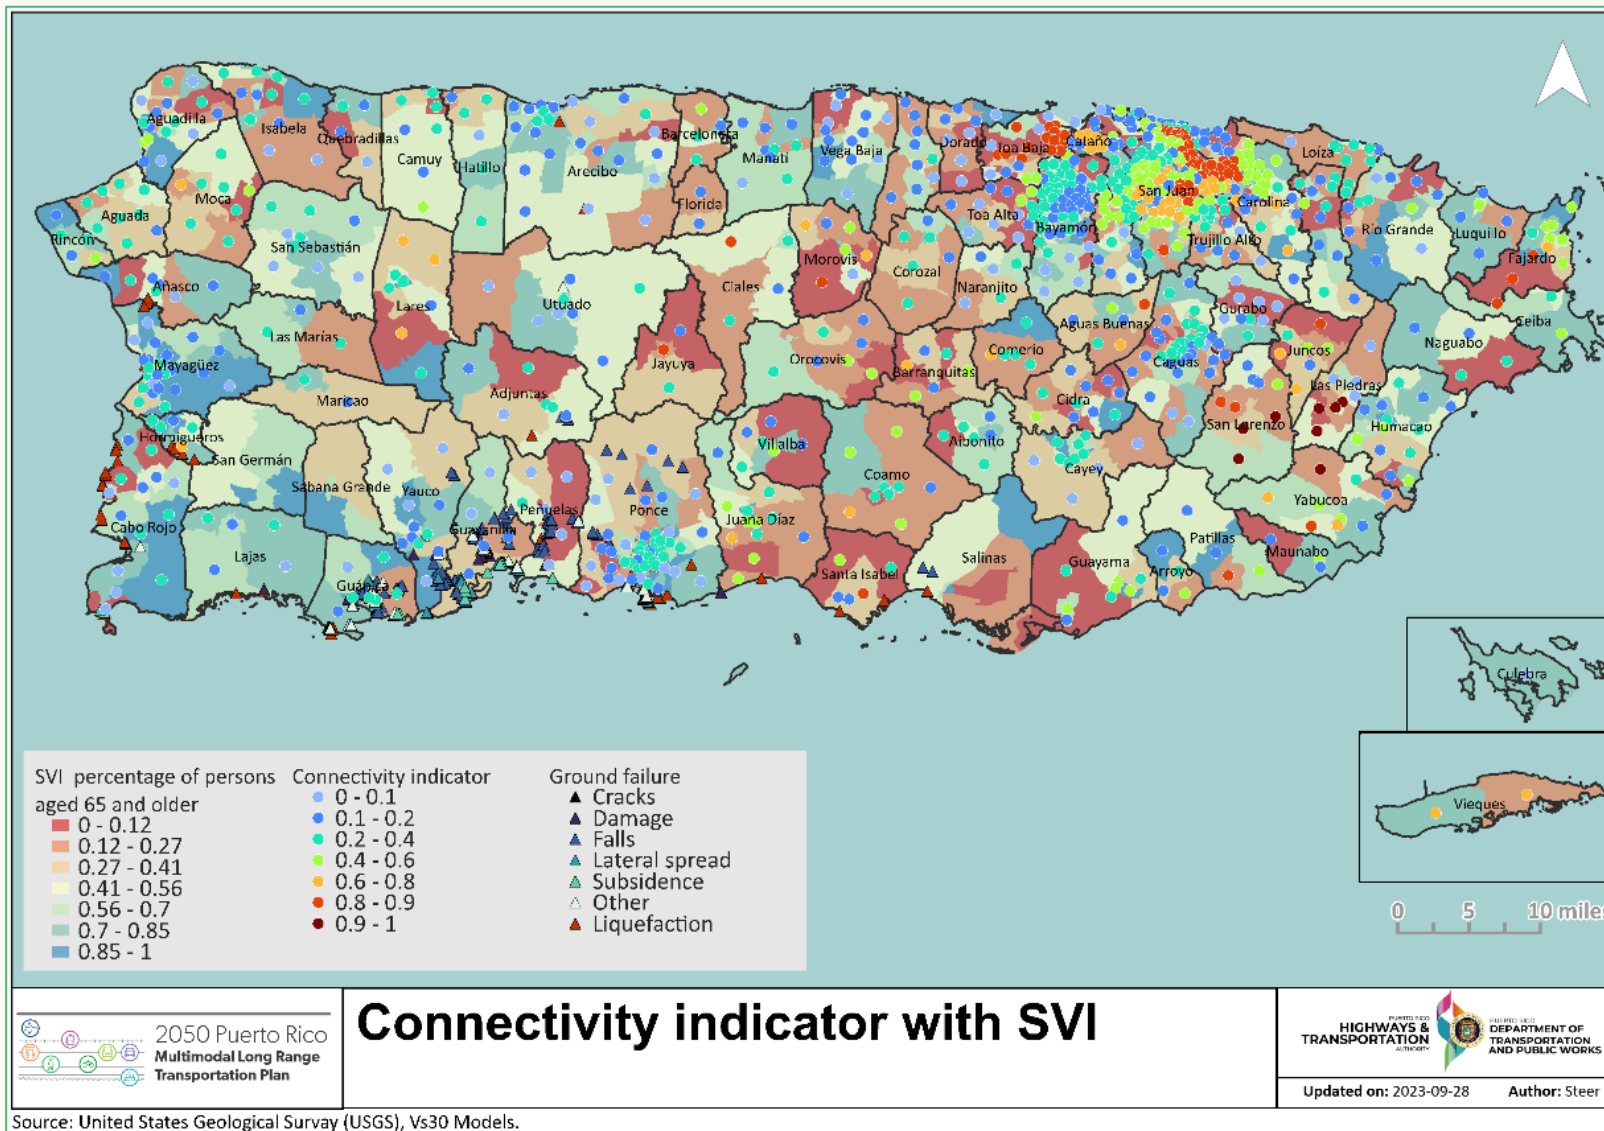 Aguadilla
Isabela
Quebradillas
Camuy
Hatillo
Arecibo
Barceloneta
Manatí
Vega Baja
Dorado
Toa Baja
Cataño
Loíza
San Juan
Carolina
Moca
Aguada
Rincón
Florida
Toa Alta
Bayamón
Trujillo Alto
Río Grande
Luquillo
Fajardo
San Sebastián
Añasco
Lares
Utuado
Ciales
Morovis
Corozal
Naranjito
Gurabo
Ceiba
Las Marías
Mayagüez
Jayuya
Orocovis
Barranquitas
Comerío
Aguas Buenas
Caguas
Juncos
Naguabo
Las Piedras
Maricao
Adjuntas
Cidra
San Lorenzo
Humacao
Hormigueros
San Germán
Sabana Grande
Yauco
Villalba
Aibonito
Coamo
Cayey
Yabucoa
Cabo Rojo
Lajas
Guánica
Guayanilla
Peñuelas
Ponce
Juana Díaz
Santa Isabel
Salinas
Guayama
Arroyo
Patillas
Maunabo
Culebra
Vieques
SVI percentage of persons
aged 65 and older
0 - 0.12
0.12 - 0.27
0.27 - 0.41
0.41 - 0.56
0.56 - 0.7
0.7 - 0.85
0.85 - 1
Connectivity indicator
0 - 0.1
0.1 - 0.2
0.2 - 0.4
0.4 - 0.6
0.6 - 0.8
0.8 - 0.9
0.9 - 1
Ground failure
Cracks
Damage
Falls
Lateral spread
Subsidence
Other
Liquefaction
0 5 10 miles
2050 Puerto Rico
Multimodal Long Range
Transportation Plan
Connectivity indicator with SVI
PUERTO RICO
HIGHWAYS &
TRANSPORTATION
AUTHORITY
PUERTO RICO
DEPARTMENT OF
TRANSPORTATION
AND PUBLIC WORKS
Updated on: 2023-09-28 Author: Steer
Source: United States Geological Survay (USGS), Vs30 Models.